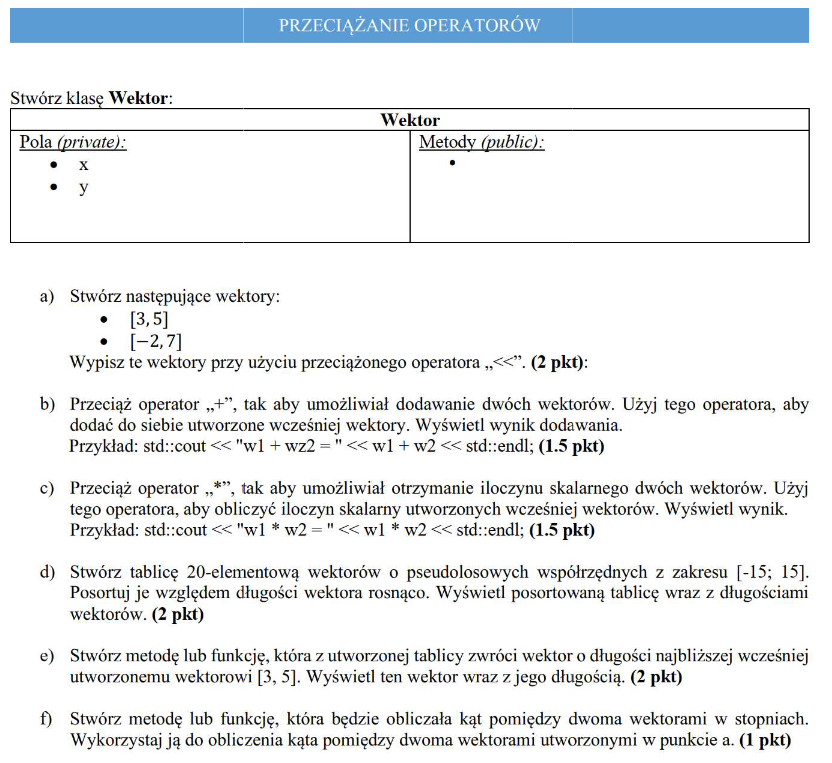 PRZECIĄŻANIE OPERATORÓW
Stwórz klasę Wektor:
Wektor
Pola (private):
• x
• y
Metody (public):
•
a) Stwórz następujące wektory:
• [3,5]
• [−2,7]
Wypisz te wektory przy użyciu przeciążonego operatora „<<”. (2 pkt):
b) Przeciąż operator „+”, tak aby umożliwiał dodawanie dwóch wektorów. Użyj tego operatora, aby
dodać do siebie utworzone wcześniej wektory. Wyświetl wynik dodawania.
Przykład: std::cout << "w1 + wz2 = " << w1 + w2 << std::endl; (1.5 pkt)
c) Przeciąż operator „*”, tak aby umożliwiał otrzymanie iloczynu skalarnego dwóch wektorów. Użyj
tego operatora, aby obliczyć iloczyn skalarny utworzonych wcześniej wektorów. Wyświetl wynik.
Przykład: std::cout << "w1 * w2 = " << w1 * w2 << std::endl; (1.5 pkt)
d) Stwórz tablicę 20-elementową wektorów o pseudolosowych współrzędnych z zakresu [-15; 15].
Posortuj je względem długości wektora rosnąco. Wyświetl posortowaną tablicę wraz z długościami
wektorów. (2 pkt)
e) Stwórz metodę lub funkcję, która z utworzonej tablicy zwróci wektor o długości najbliższej wcześniej
utworzonemu wektorowi [3, 5]. Wyświetl ten wektor wraz z jego długością. (2 pkt)
f) Stwórz metodę lub funkcję, która będzie obliczała kąt pomiędzy dwoma wektorami w stopniach.
Wykorzystaj ją do obliczenia kąta pomiędzy dwoma wektorami utworzonymi w punkcie a. (1 pkt)